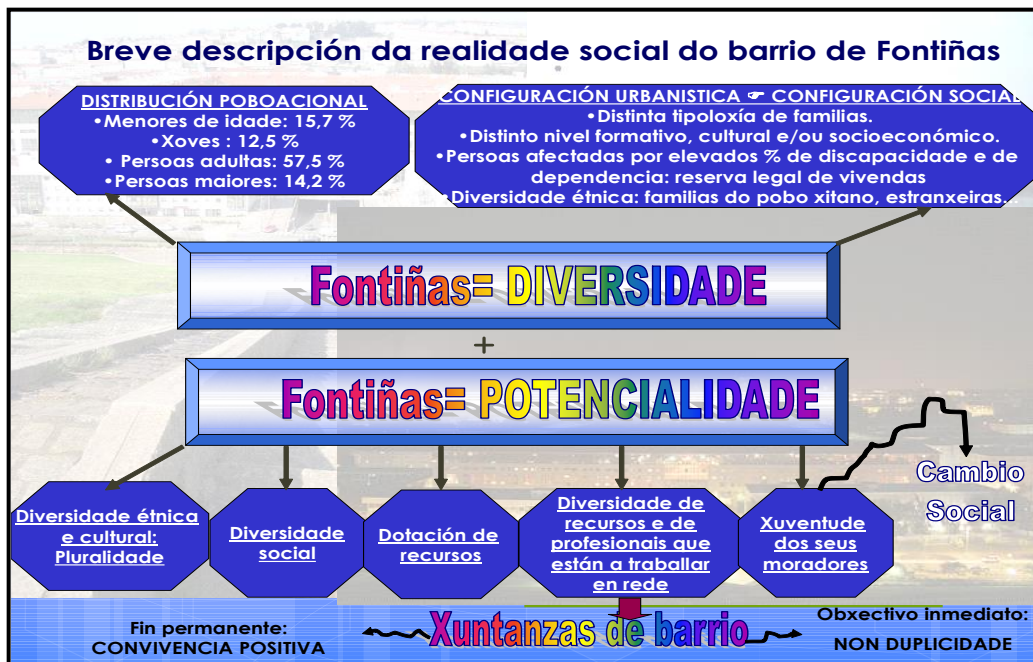 Breve descripción da realidade social do barrio de Fontiñas
DISTRIBUCIÓN POBOACIONAL
•Menores de idade: 15,7 %
•Xoves : 12,5 %
• Persoas adultas: 57,5 %
•Persoas maiores: 14,2 %
CONFIGURACIÓN URBANISTICA ☞ CONFIGURACIÓN SOCIAL
•Distinta tipoloxía de familias.
•Distinto nivel formativo, cultural e/ou socioeconómico.
•Persoas afectadas por elevados % de discapacidade e de
dependencia: reserva legal de vivendas
•Diversidade étnica: familias do pobo xitano, estranxeiras...
Fontiñas= DIVERSIDADE
+
Fontiñas= POTENCIALIDADE
Cambio
Social
Diversidade étnica
e cultural:
Pluralidade
Diversidade
social
Dotación de
recursos
Diversidade de
recursos e de
profesionais que
están a traballar
en rede
Xuventude
dos seus
moradores
Fin permanente:
CONVIVENCIA POSITIVA
Xuntanzas de barrio
Obxectivo inmediato:
NON DUPLICIDADE